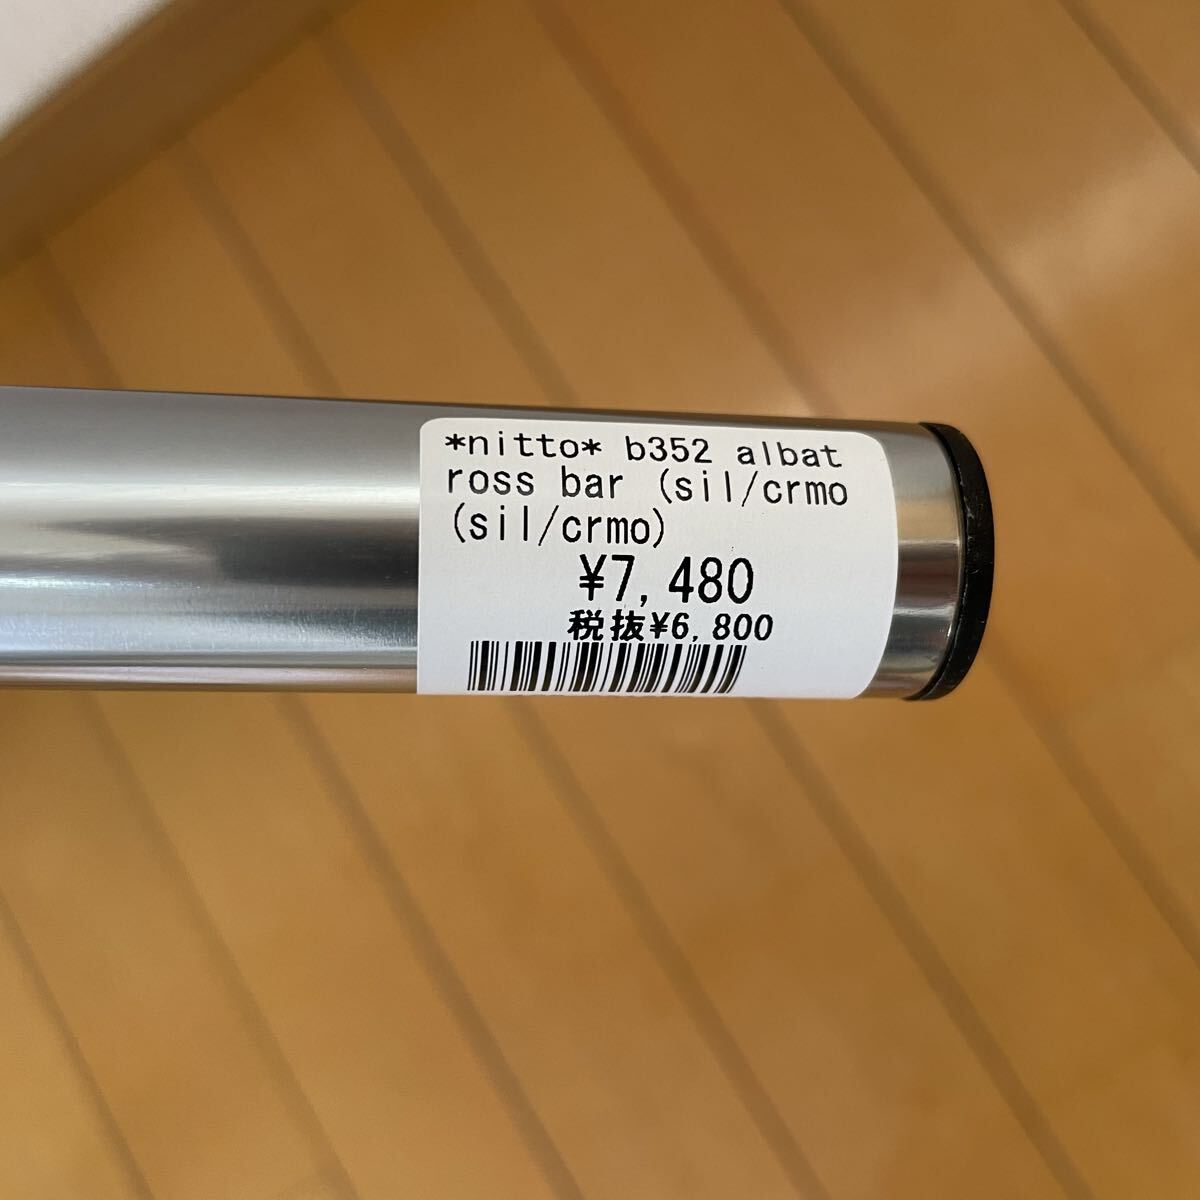 *nitto* b352 albat
ross bar (sil/crmo
(sil/crmo)
¥7,480
税抜¥6,800